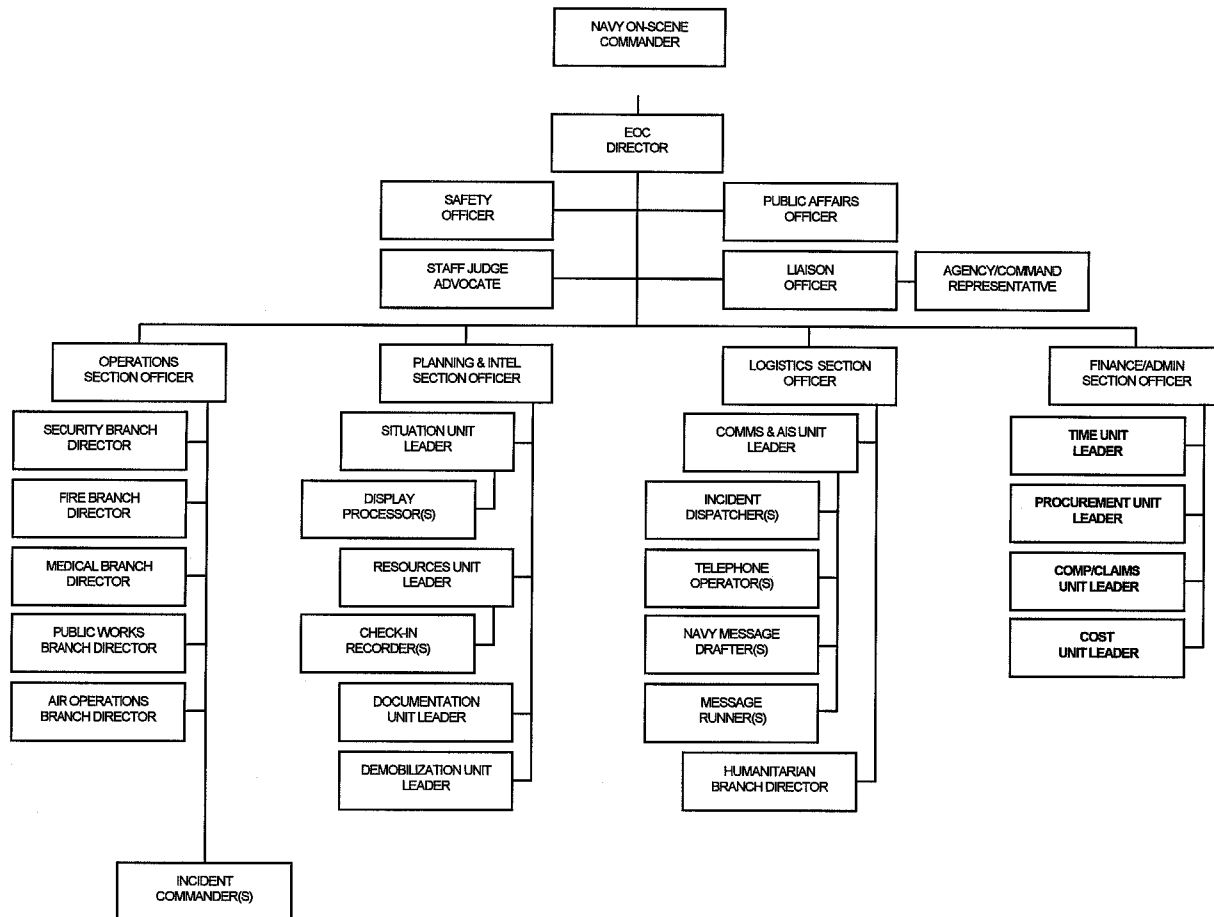 NAVY ON-SCENE
COMMANDER
EOC
DIRECTOR
SAFETY
OFFICER
PUBLIC AFFAIRS
OFFICER
STAFF JUDGE
ADVOCATE
LIAISON
OFFICER
AGENCY/COMMAND
REPRESENTATIVE
OPERATIONS
SECTION OFFICER
SECURITY BRANCH
DIRECTOR
FIRE BRANCH
DIRECTOR
MEDICAL BRANCH
DIRECTOR
PUBLIC WORKS
BRANCH DIRECTOR
AIR OPERATIONS
BRANCH DIRECTOR
INCIDENT
COMMANDER(S)
PLANNING & INTEL
SECTION OFFICER
SITUATION UNIT
LEADER
DISPLAY
PROCESSOR(S)
RESOURCES UNIT
LEADER
CHECK-IN
RECORDER(S)
DOCUMENTATION
UNIT LEADER
DEMOBILIZATION UNIT
LEADER
LOGISTICS SECTION
OFFICER
COMMS & AIS UNIT
LEADER
INCIDENT
DISPATCHER(S)
TELEPHONE
OPERATOR(S)
NAVY MESSAGE
DRAFTER(S)
MESSAGE
RUNNER(S)
HUMANITARIAN
BRANCH DIRECTOR
FINANCE/ADMIN
SECTION OFFICER
TIME UNIT
LEADER
PROCUREMENT UNIT
LEADER
COMP/CLAIMS
UNIT LEADER
COST
UNIT LEADER